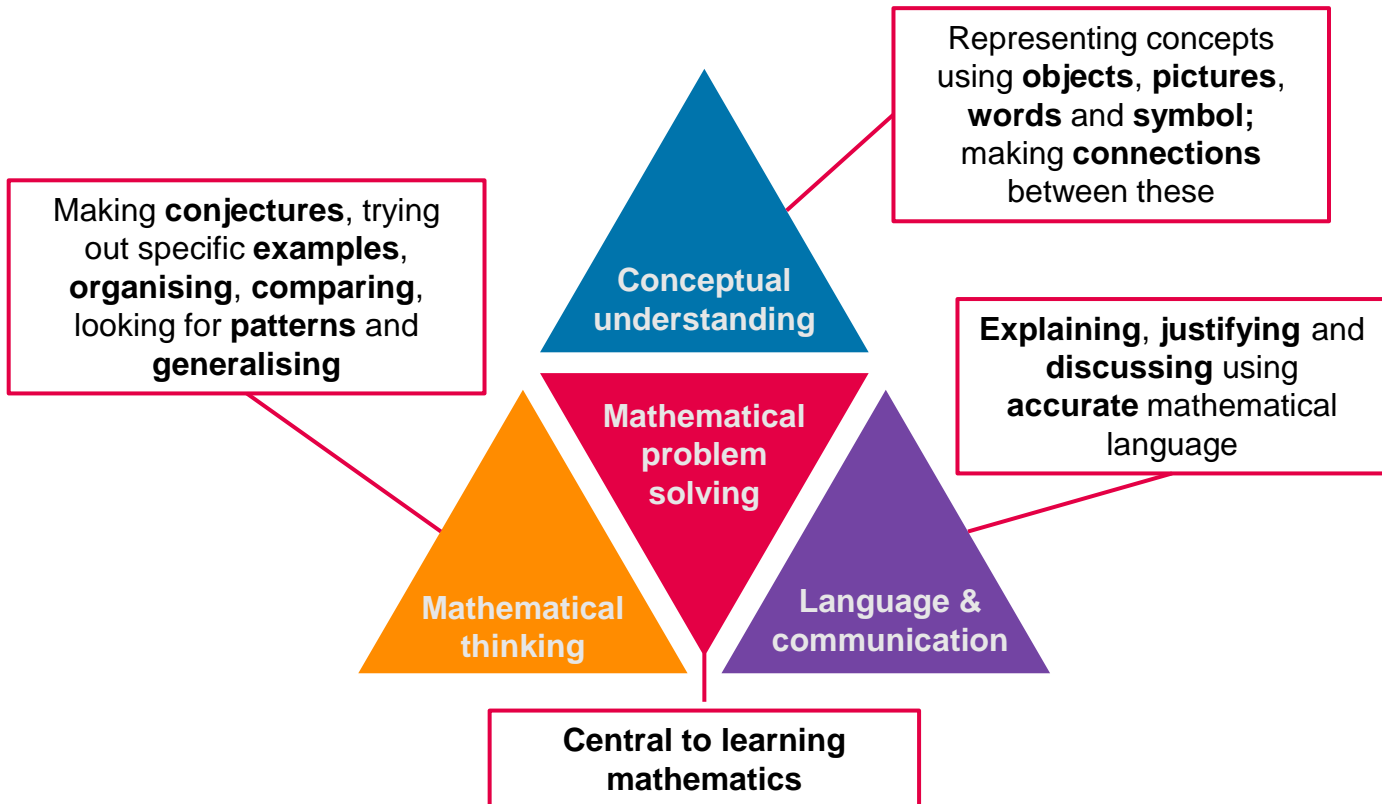 Representing concepts
using objects, pictures,
words and symbol;
making connections
between these
Making conjectures, trying
out specific examples,
organising, comparing,
looking for patterns and
generalising
Conceptual
understanding
Explaining, justifying and
discussing using
accurate mathematical
language
Mathematical
problem
solving
Mathematical
thinking
Language &
communication
Central to learning
mathematics